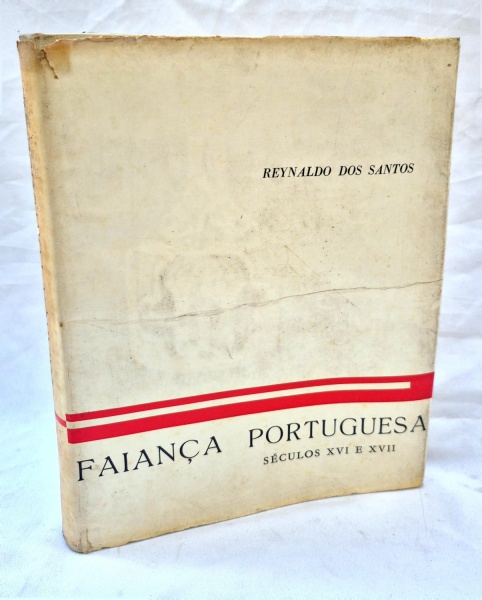 REYNALDO DOS SANTOS
FAIANÇA PORTUGUESA
SÉCULOS XVI E XVII